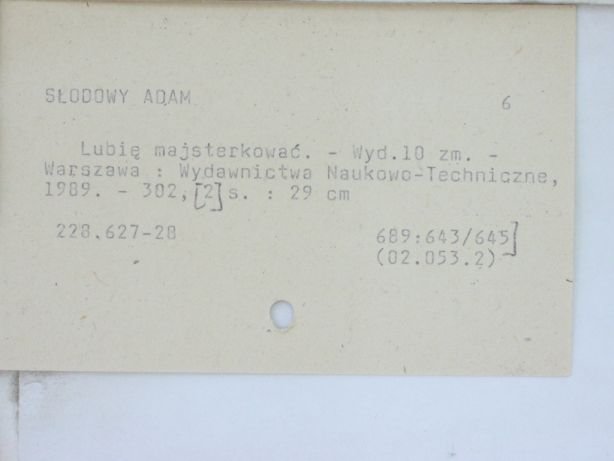 SŁODOWY ADAM
6
Lubię majsterkować. - Wyd.10 zm. -
Warszawa : Wydawnictwa Naukowo-Techniczne,
1989. - 302,[2]s. : 29 cm
228.627-28
689:643/645]
(02.053.2)